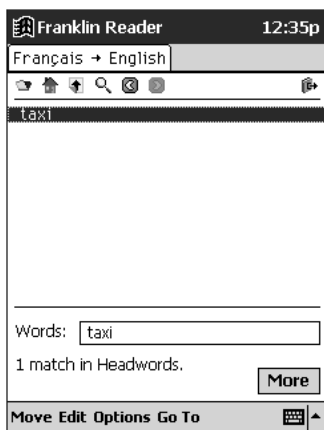 Franklin Reader 12:35p
Français → English
taxi
Words: taxi
1 match in Headwords.
More
Move Edit Options Go To